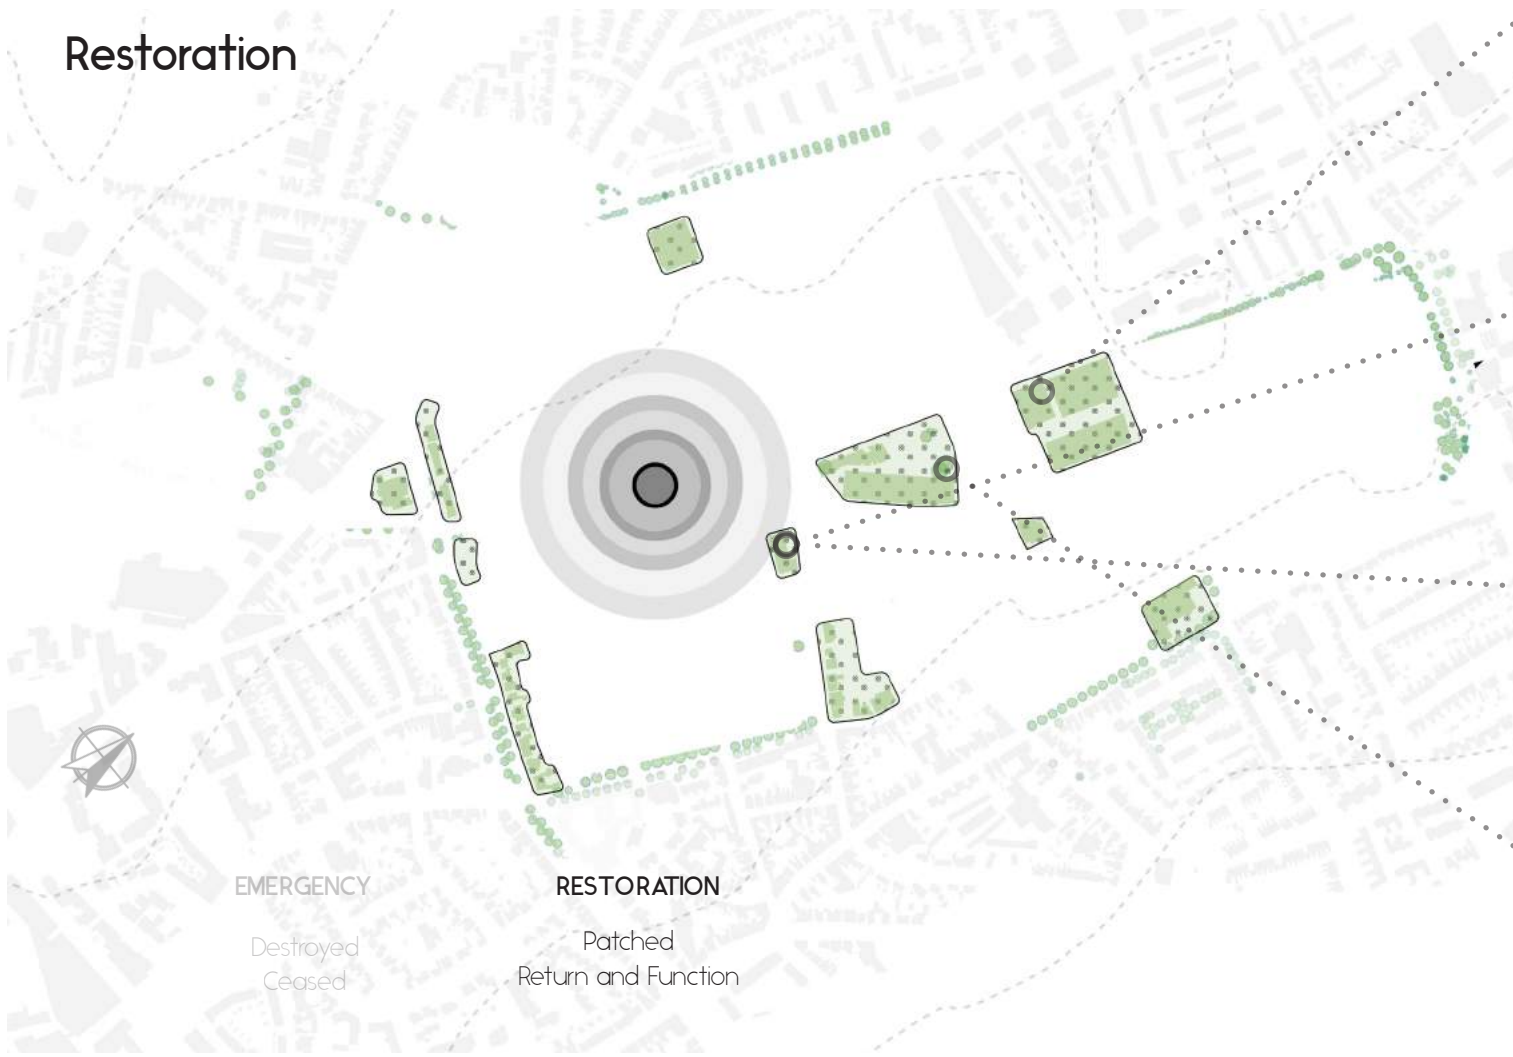 Restoration
EMERGENCY
Destroyed
Ceased
RESTORATION
Patched
Return and Function